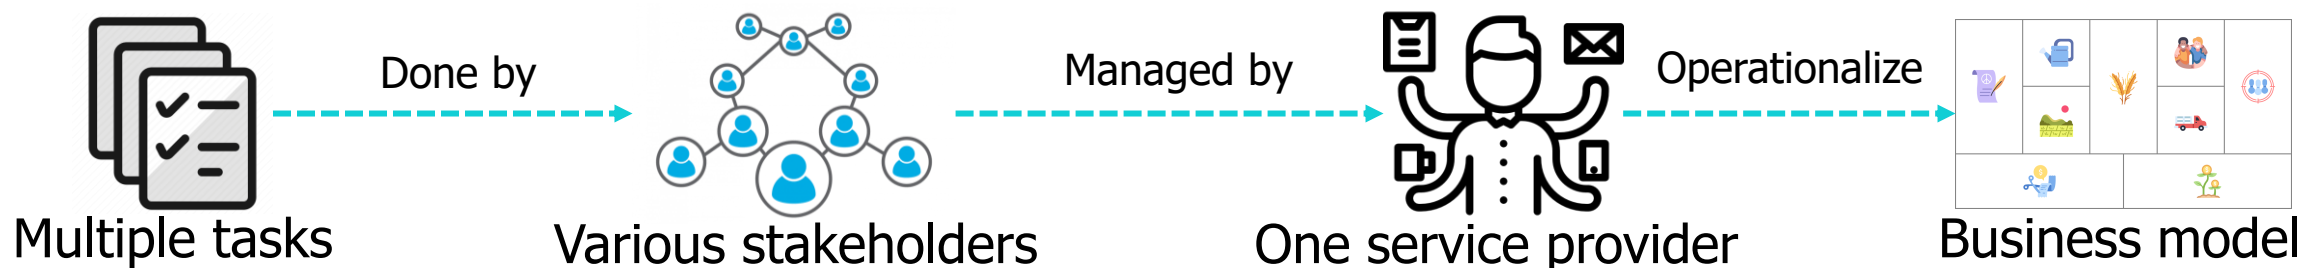 Done by
Managed by
Operationalize
Multiple tasks
Various stakeholders
One service provider
Business model